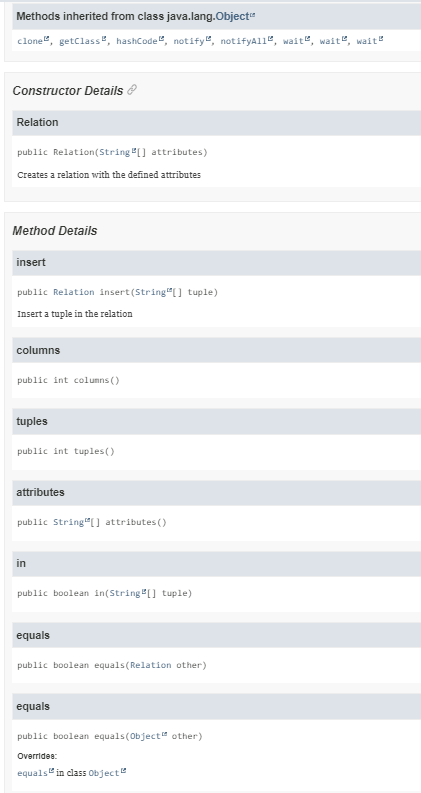 Methods inherited from class java.lang.Object
clone, getClass, hashCode, notify, notifyAll, wait, wait, wait
Constructor Details
Relation
public Relation(String[] attributes)
Creates a relation with the defined attributes
Method Details
insert
public Relation insert(String[] tuple)
Insert a tuple in the relation
columns
public int columns()
tuples
public int tuples()
attributes
public String[] attributes()
in
public boolean in(String[] tuple)
equals
public boolean equals(Relation other)
equals
public boolean equals(Object other)
Overrides:
equals in class Object